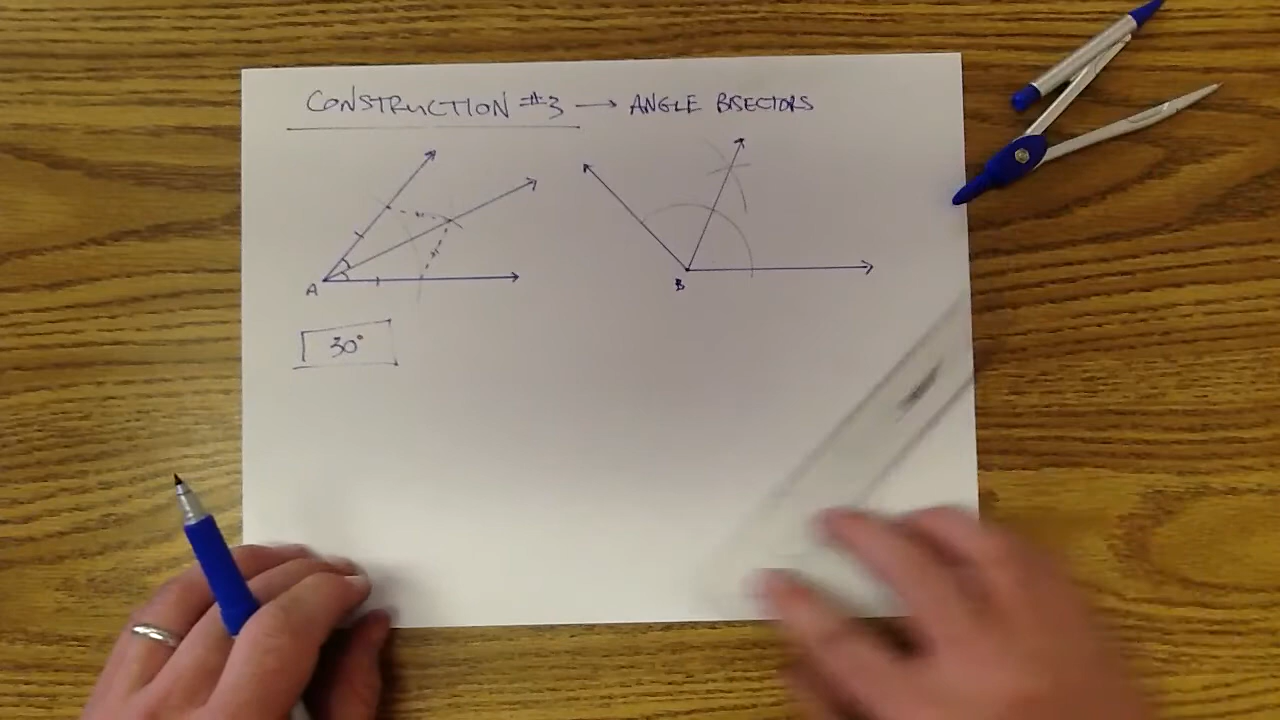 CONSTRUCTION #3 → ANGLE BISECTORS
A
B
30°